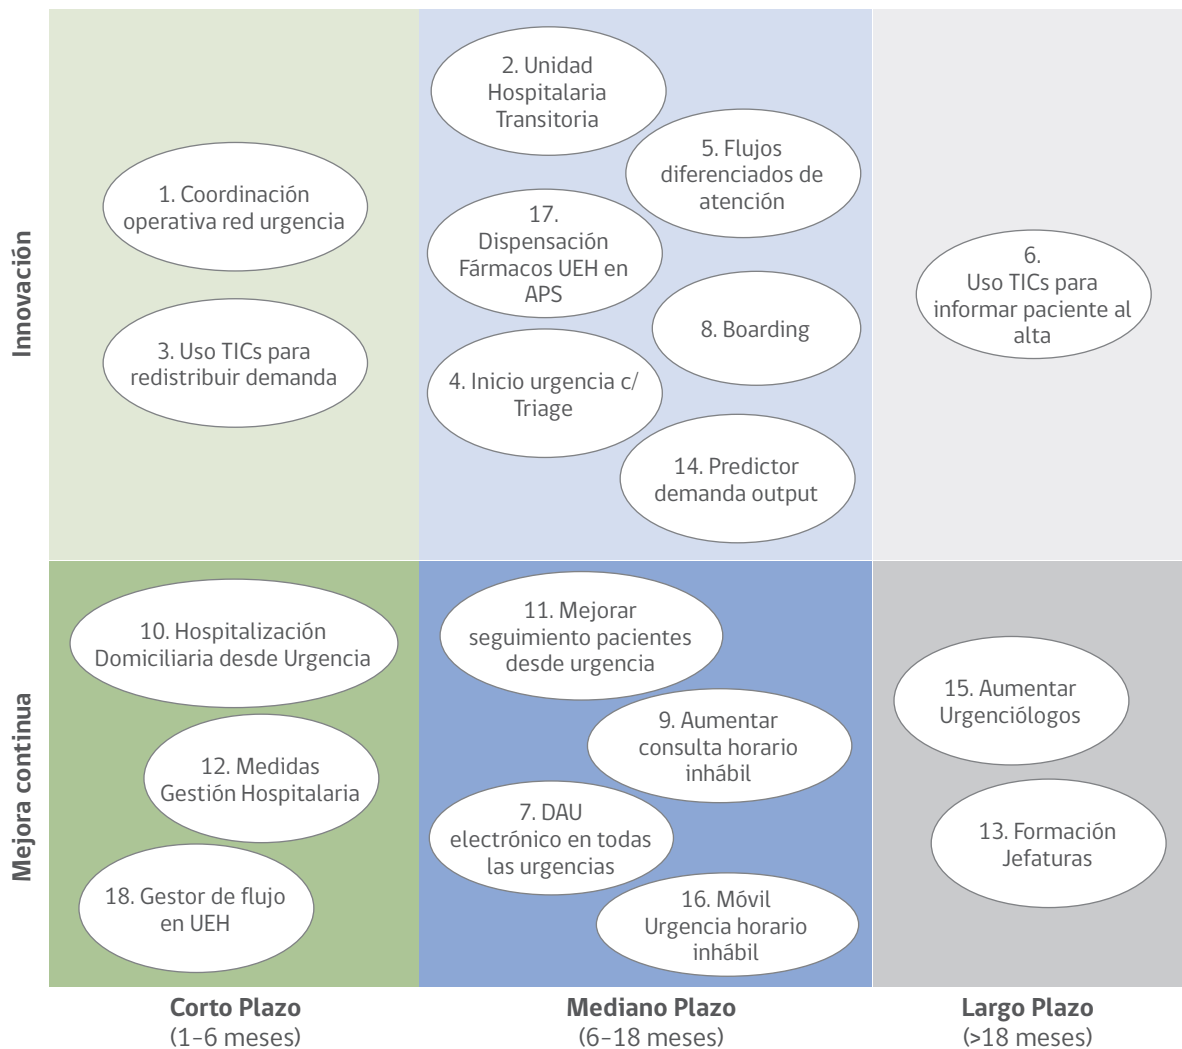 Innovación
1. Coordinación
operativa red urgencia
3. Uso TICs para
redistribuir demanda
2. Unidad
Hospitalaria
Transitoria
5. Flujos
diferenciados de
atención
17.
Dispensación
Fármacos UEH en
APS
8. Boarding
4. Inicio urgencia c/
Triage
14. Predictor
demanda output
6.
Uso TICs para
informar paciente al
alta
Mejora continua
10. Hospitalización
Domiciliaria desde Urgencia
12. Medidas
Gestión Hospitalaria
18. Gestor de flujo
en UEH
11. Mejorar
seguimiento pacientes
desde urgencia
9. Aumentar
consulta horario
inhábil
7. DAU
electrónico en todas
las urgencias
16. Móvil
Urgencia horario
inhábil
15. Aumentar
Urgenciólogos
13. Formación
Jefaturas
Corto Plazo
(1-6 meses)
Mediano Plazo
(6-18 meses)
Largo Plazo
(>18 meses)